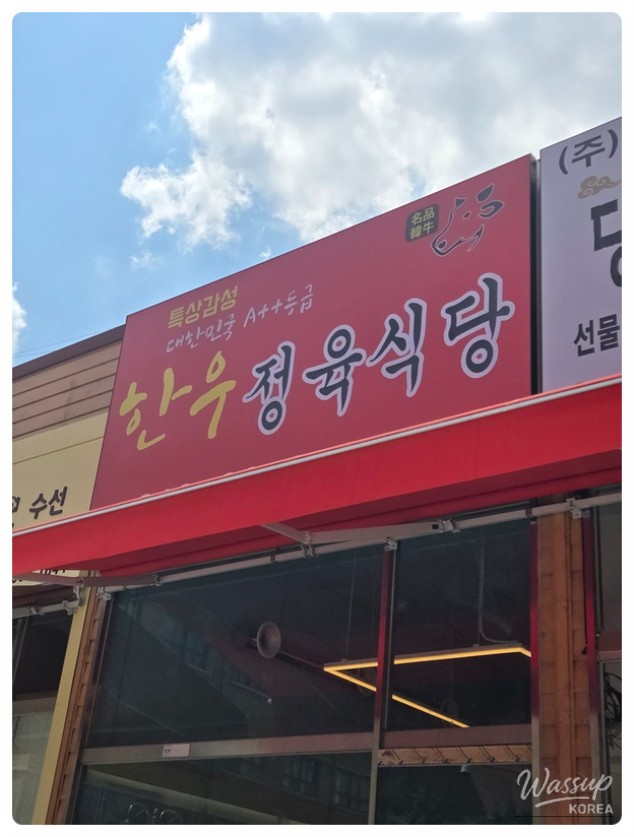 名品
韓牛
특상감성
대한민국 A++등급
한우정육식당
(주)
선물
수선
Wassup
KOREA